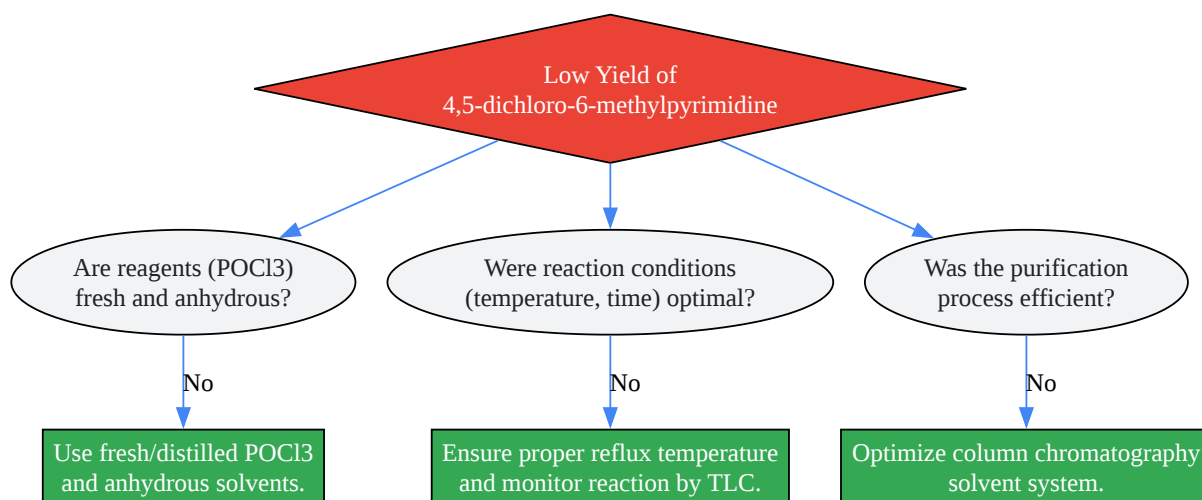 Low Yield of
4,5-dichloro-6-methylpyrimidine
Are reagents (POCl3)
fresh and anhydrous?
Were reaction conditions
(temperature, time) optimal?
Was the purification
process efficient?
No
No
No
Use fresh/distilled POCl3
and anhydrous solvents.
Ensure proper reflux temperature
and monitor reaction by TLC.
Optimize column chromatography
solvent system.